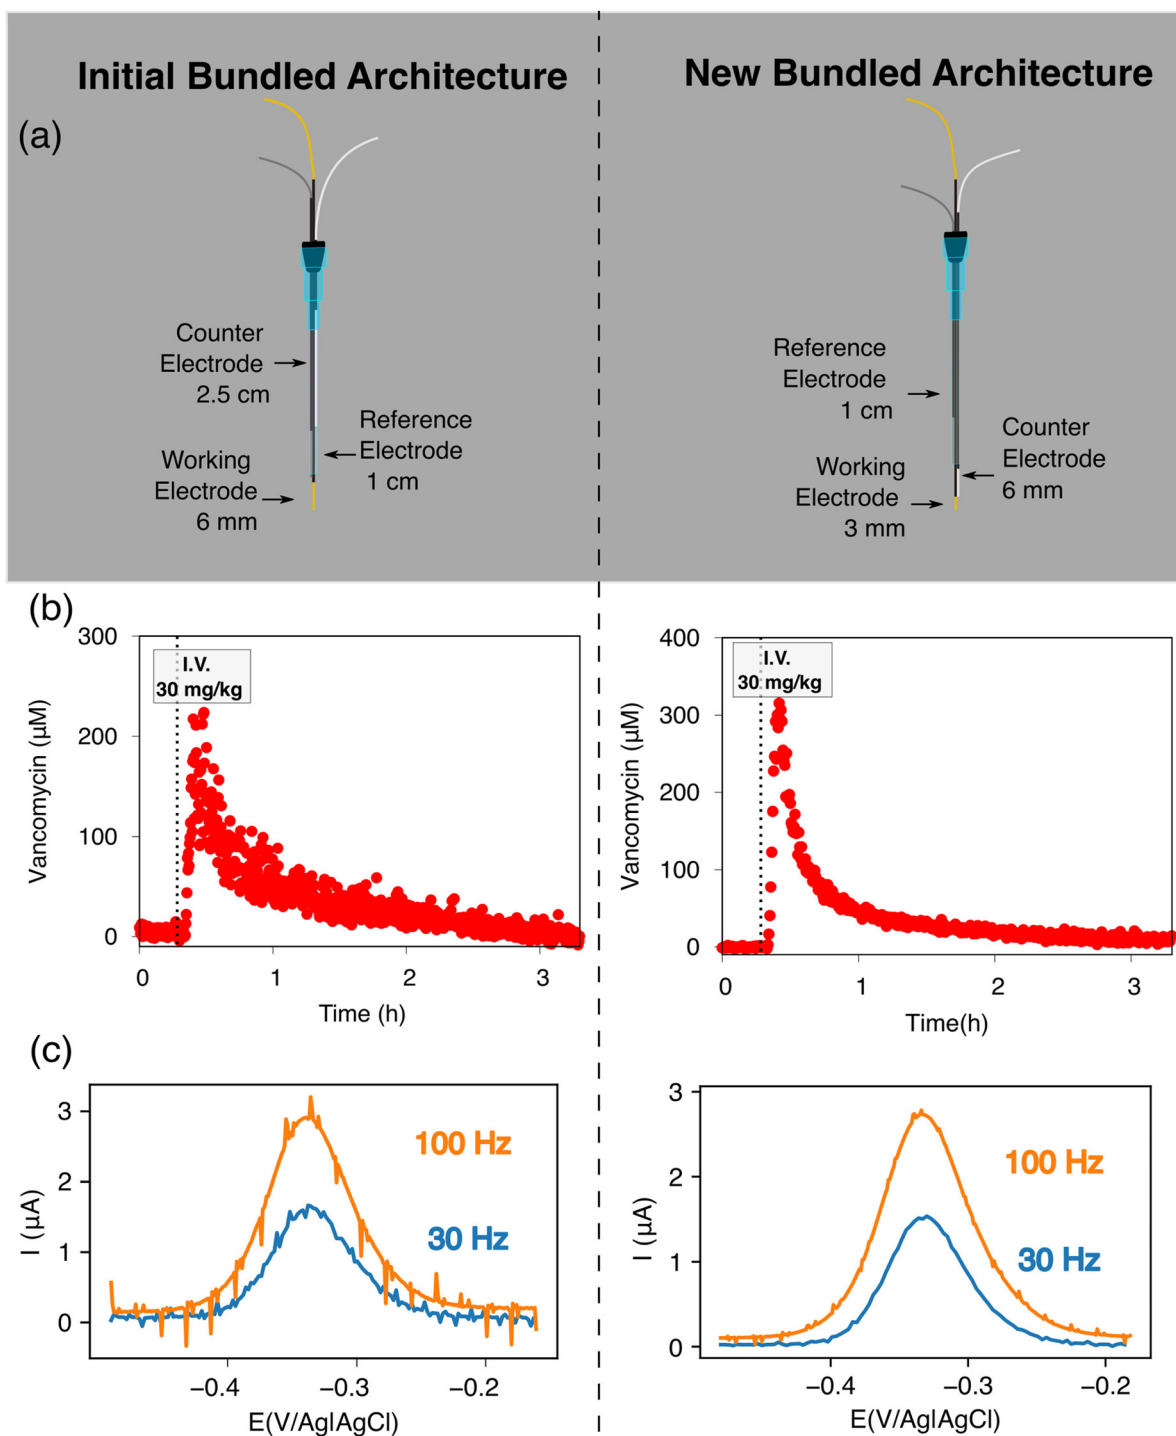 Initial Bundled Architecture
New Bundled Architecture
(a)
Counter
Electrode
2.5 cm
Reference
Electrode
1 cm
Working
Electrode
6 mm
Reference
Electrode
1 cm
Counter
Electrode
6 mm
Working
Electrode
3 mm
(b)
300
200
100
0
Vancomycin (µM)
I.V.
30 mg/kg
0 1 2 3
Time (h)
400
300
200
100
0
Vancomycin (µM)
I.V.
30 mg/kg
0 1 2 3
Time(h)
(c)
3
2
1
0
I (µA)
100 Hz
30 Hz
−0.4 −0.3 −0.2
E(V/Ag|AgCl)
3
2
1
0
I (µA)
100 Hz
30 Hz
−0.4 −0.3 −0.2
E(V/Ag|AgCl)